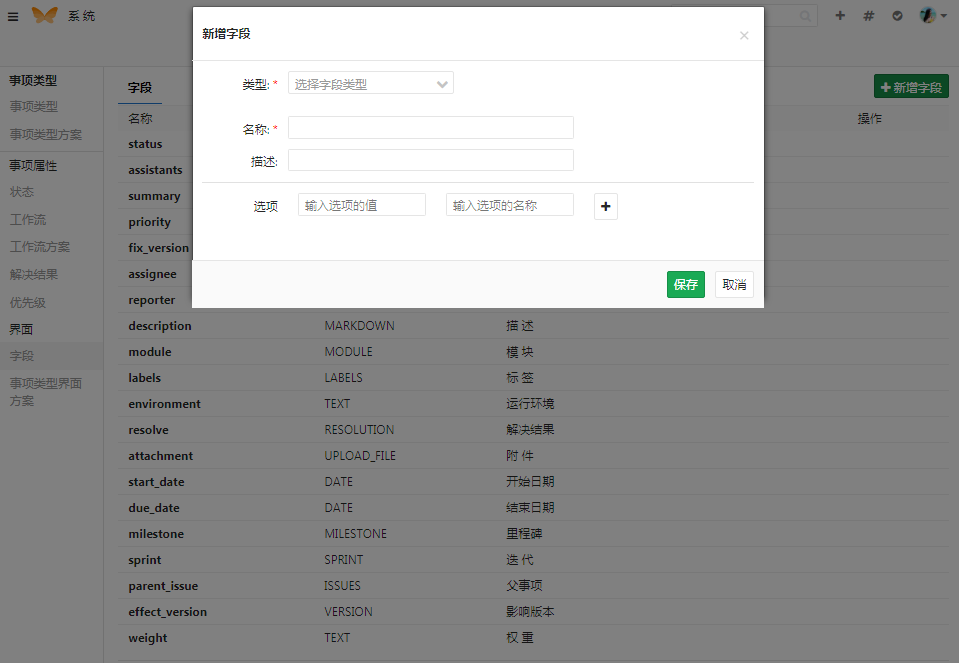 系 统
新增字段
×
类型: *
选择字段类型
名称: *
描述:
选项
输入选项的值
输入选项的名称
+
保存
取消
事项类型
事项类型
事项类型方案
事项属性
状态
工作流
工作流方案
解决结果
优先级
界面
字段
事项类型界面
方案
字段
+新增字段
名称
操作
status
assistants
summary
priority
fix_version
assignee
reporter
description MARKDOWN 描 述
module MODULE 模 块
labels LABELS 标 签
environment TEXT 运行环境
resolve RESOLUTION 解决结果
attachment UPLOAD_FILE 附 件
start_date DATE 开始日期
due_date DATE 结束日期
milestone MILESTONE 里程碑
sprint SPRINT 迭 代
parent_issue ISSUES 父事项
effect_version VERSION 影响版本
weight TEXT 权 重